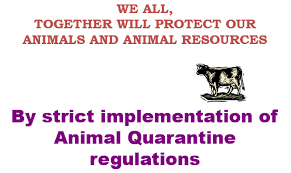 WE ALL,
TOGETHER WILL PROTECT OUR
ANIMALS AND ANIMAL RESOURCES
By strict implementation of
Animal Quarantine
regulations